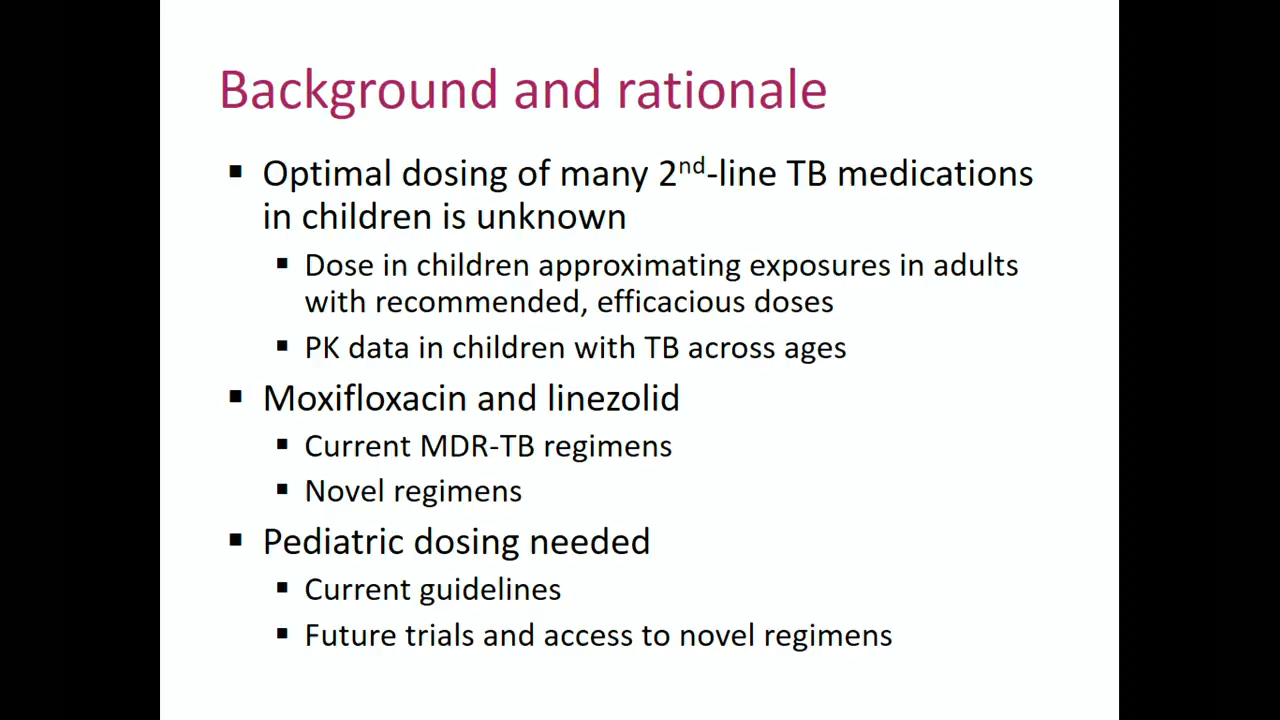 Background and rationale
▪ Optimal dosing of many 2nd-line TB medications
in children is unknown
▪ Dose in children approximating exposures in adults
with recommended, efficacious doses
▪ PK data in children with TB across ages
▪ Moxifloxacin and linezolid
▪ Current MDR-TB regimens
▪ Novel regimens
▪ Pediatric dosing needed
▪ Current guidelines
▪ Future trials and access to novel regimens